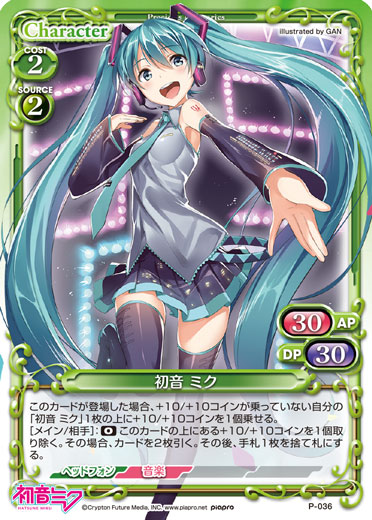 Precious Memories
Character
illustrated by GAN
COST
2
SOURCE
2
30 AP
DP 30
初音 ミク
このカードが登場した場合、+10/+10コインが乗っていない自分の
「初音 ミク」1枚の上に+10/+10コインを1個乗せる。
[メイン/相手]:0このカードの上にある+10/+10コインを1個取
り除く。その場合、カードを2枚引く。その後、手札1枚を捨て札にす
る。
ヘッドフォン 音楽
初音ミク
HATSUNE MIKU
©Crypton Future Media, INC. www.piapro.net piapro
P-036